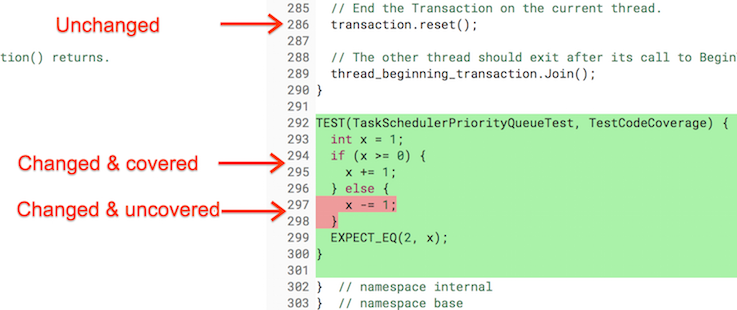 285 // End the Transaction on the current thread.
Unchanged 286 transaction.reset();
287
tion() returns. 288 // The other thread should exit after its call to Begin
289 thread_beginning_transaction.Join();
290 }
291
292 TEST(TaskSchedulerPriorityQueueTest, TestCodeCoverage) {
293 int x = 1;
Changed & covered 294 if (x >= 0) {
295 x += 1;
296 } else {
Changed & uncovered 297 x -= 1;
298 }
299 EXPECT_EQ(2, x);
300 }
301
302 } // namespace internal
303 } // namespace base